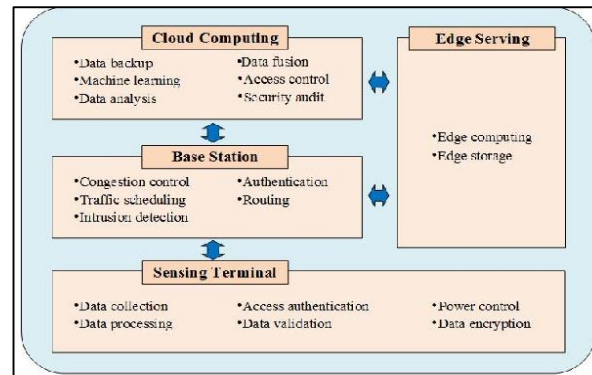 Cloud Computing
•Data backup
•Machine learning
•Data analysis
•Data fusion
•Access control
•Security audit
Edge Serving
•Edge computing
•Edge storage
Base Station
•Congestion control
•Traffic scheduling
•Intrusion detection
•Authentication
•Routing
Sensing Terminal
•Data collection
•Data processing
•Access authentication
•Data validation
•Power control
•Data encryption